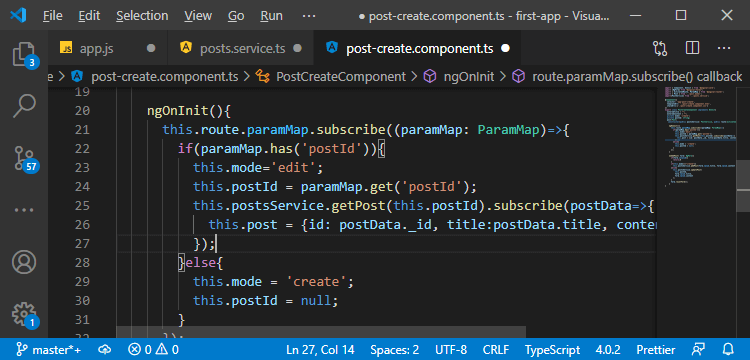 File Edit Selection View Go Run ··· ● post-create.component.ts - first-app - Visua...
JS app.js ● TS posts.service.ts ● TS post-create.component.ts ●
3
e > post-create.component.ts > PostCreateComponent > ngOnInit > route.paramMap.subscribe() callback
19
20 ngOnInit(){
21 this.route.paramMap.subscribe((paramMap: ParamMap)=>{
22 if(paramMap.has('postId')){
23 this.mode='edit';
57
24 this.postId = paramMap.get('postId');
25 this.postsService.getPost(this.postId).subscribe(postData=>{
26 this.post = {id: postData._id, title:postData.title, conten
27 });
28 }else{
29 this.mode = 'create';
30 this.postId = null;
31 }
1
master*+ 0 0 Ln 27, Col 14 Spaces: 2 UTF-8 CRLF TypeScript 4.0.2 Prettier